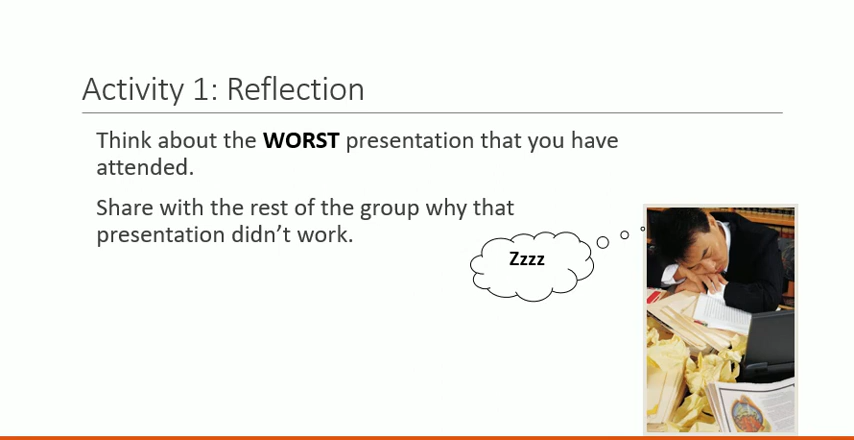 Activity 1: Reflection
Think about the WORST presentation that you have
attended.
Share with the rest of the group why that
presentation didn’t work.
Zzzz